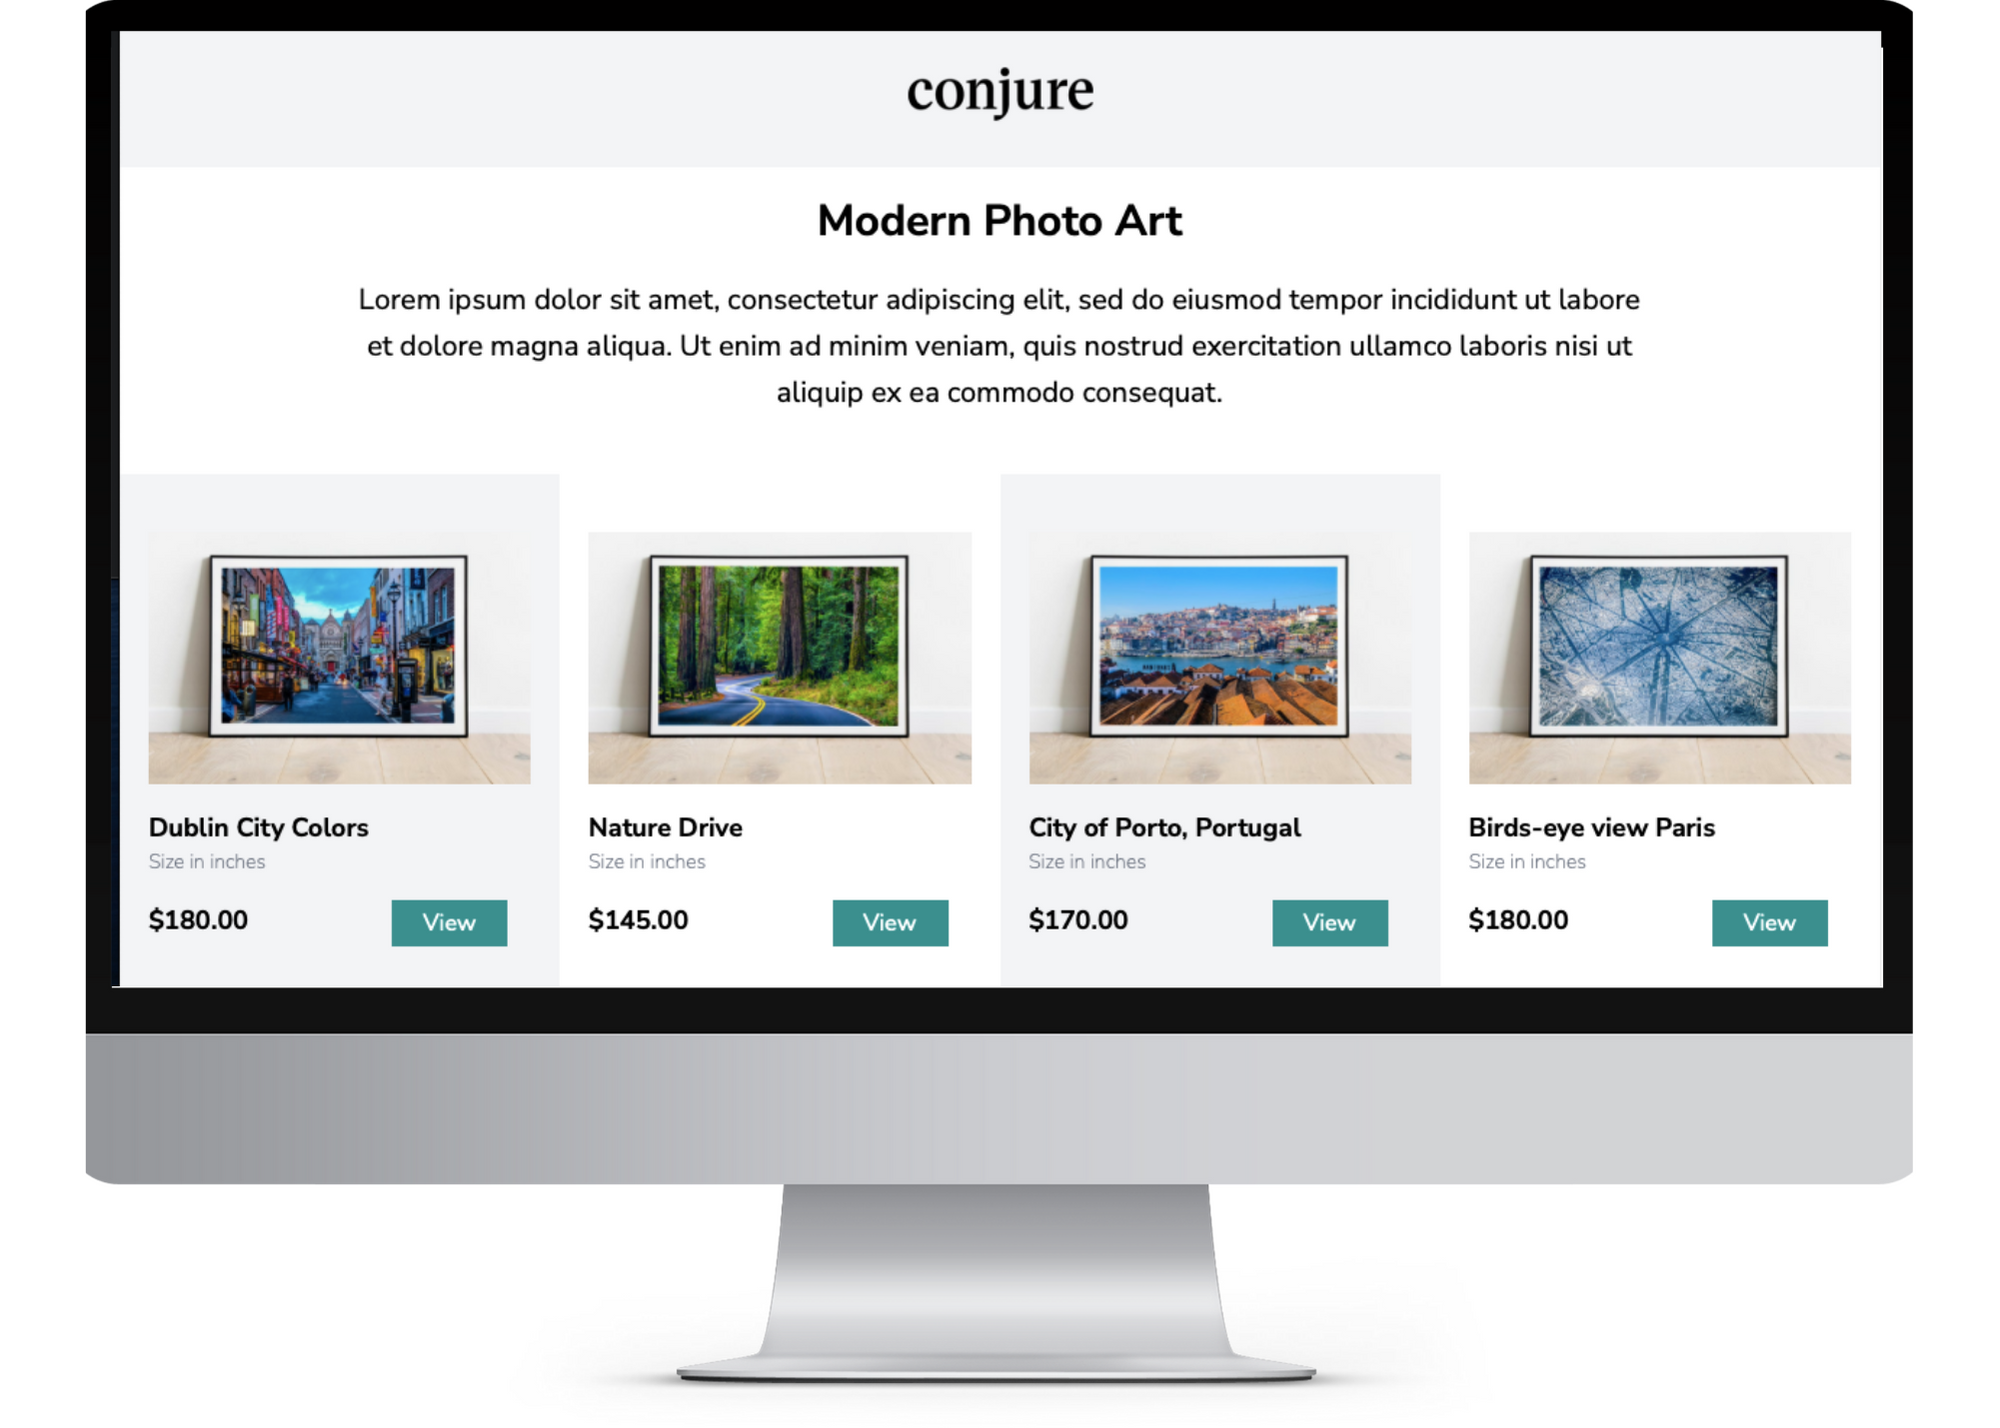 conjure
Modern Photo Art
Lorem ipsum dolor sit amet, consectetur adipiscing elit, sed do eiusmod tempor incididunt ut labore
et dolore magna aliqua. Ut enim ad minim veniam, quis nostrud exercitation ullamco laboris nisi ut
aliquip ex ea commodo consequat.
Dublin City Colors
Size in inches
$180.00
View
Nature Drive
Size in inches
$145.00
View
City of Porto, Portugal
Size in inches
$170.00
View
Birds-eye view Paris
Size in inches
$180.00
View